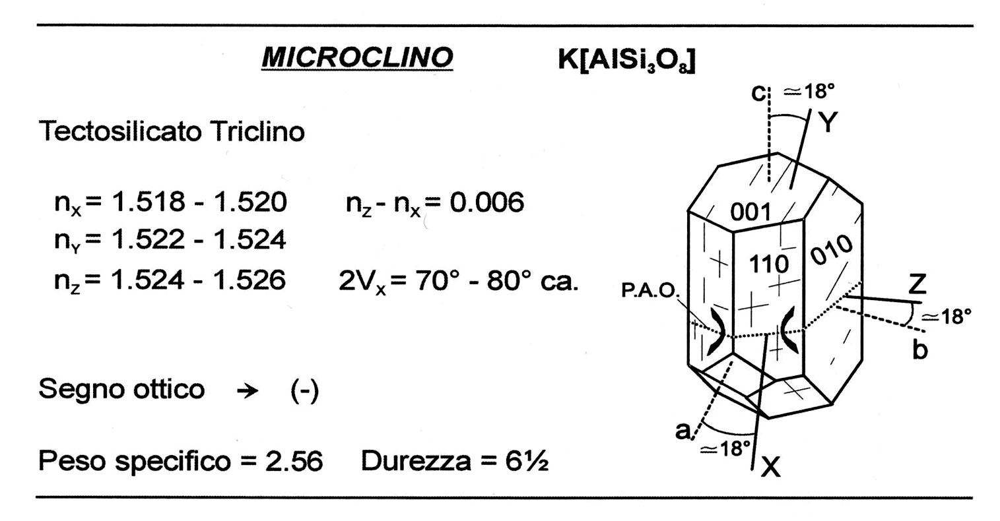 MICROCLINO K[AlSi₃O₈]
Tectosilicato Triclino
nX = 1.518 - 1.520 nZ - nX = 0.006
nY = 1.522 - 1.524
nZ = 1.524 - 1.526 2VX = 70° - 80° ca.
Segno ottico → (-)
Peso specifico = 2.56 Durezza = 6½
c ≃18°
Y
001
110
010
P.A.O.
Z
≃18°
b
a
≃18°
X